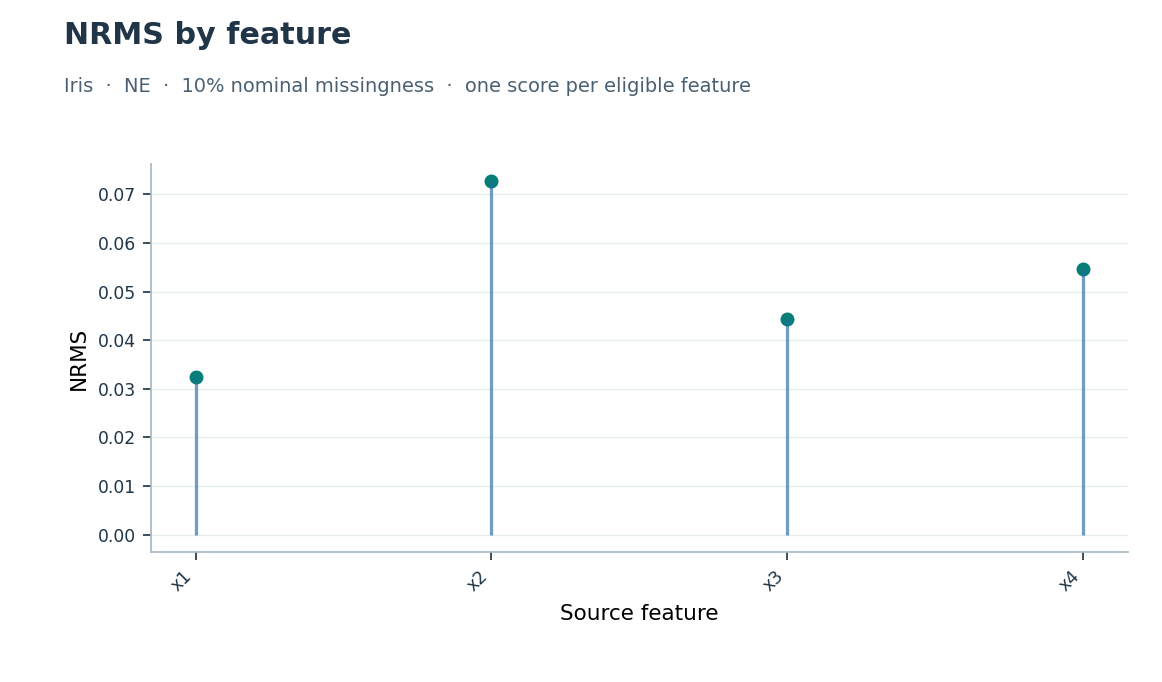 NRMS by feature
Iris · NE · 10% nominal missingness · one score per eligible feature
NRMS
0.07
0.06
0.05
0.04
0.03
0.02
0.01
0.00
x1
x2
x3
x4
Source feature